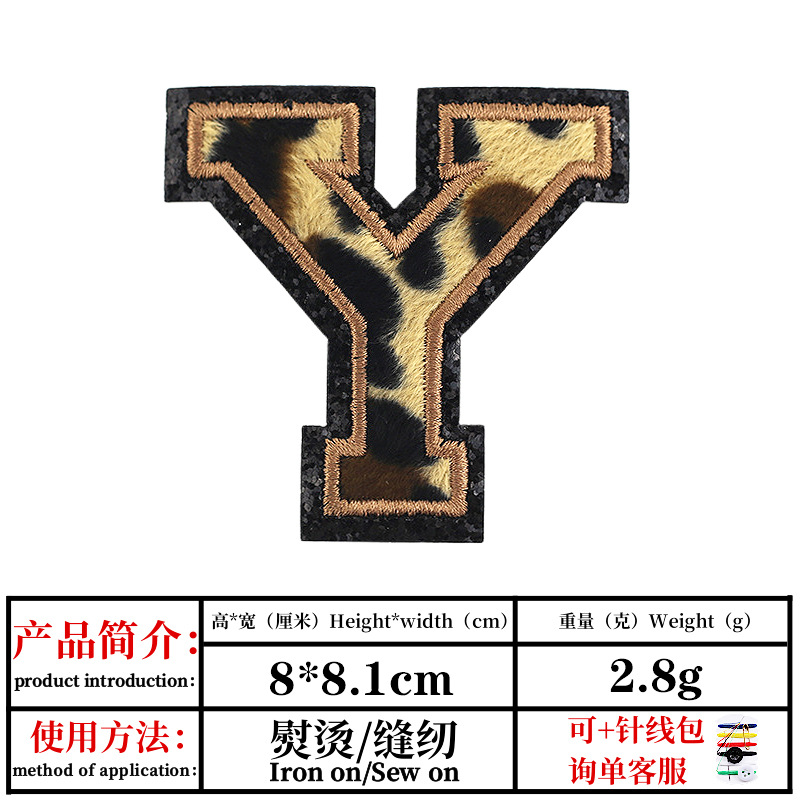 Y
产品简介：
product introduction：
高*宽（厘米）Height*width（cm）
重量（克）Weight（g）
8*8.1cm
2.8g
使用方法：
method of application：
熨烫/缝纫
Iron on/Sew on
可+针线包
询单客服